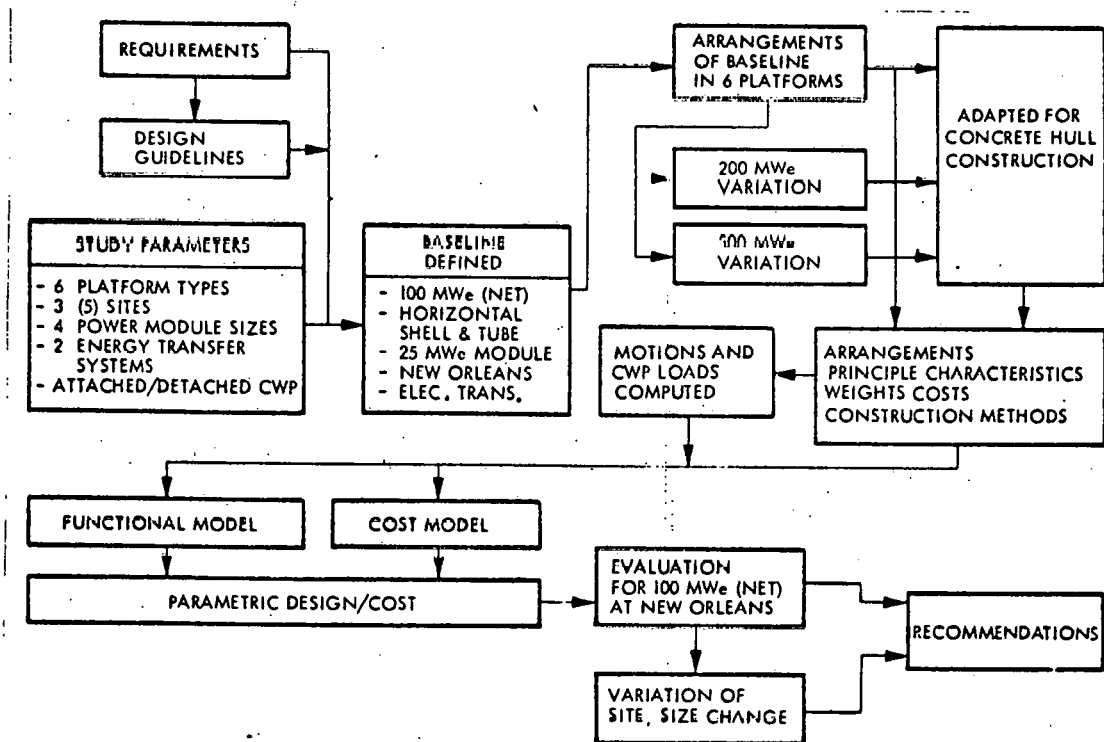 REQUIREMENTS
DESIGN
GUIDELINES
STUDY PARAMETERS
- 6 PLATFORM TYPES
- 3 (5) SITES
- 4 POWER MODULE SIZES
- 2 ENERGY TRANSFER
SYSTEMS
- ATTACHED/DETACHED CWP
BASELINE
DEFINED
- 100 MWe (NET)
- HORIZONTAL
SHELL & TUBE
- 25 MWe MODULE
- NEW ORLEANS
- ELEC. TRANS.
ARRANGEMENTS
OF BASELINE
IN 6 PLATFORMS
200 MWe
VARIATION
MWe
VARIATION
ADAPTED FOR
CONCRETE HULL
CONSTRUCTION
MOTIONS AND
CWP LOADS
COMPUTED
ARRANGEMENTS
PRINCIPLE CHARACTERISTICS
WEIGHTS COSTS
CONSTRUCTION METHODS
FUNCTIONAL MODEL
COST MODEL
PARAMETRIC DESIGN/COST
EVALUATION
FOR 100 MWe (NET)
AT NEW ORLEANS
VARIATION OF
SITE, SIZE CHANGE
RECOMMENDATIONS